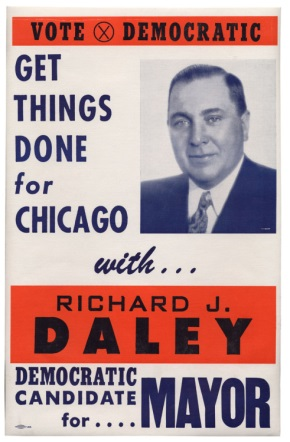 VOTE ⓧ DEMOCRATIC
GET
THINGS
DONE
for
CHICAGO
with...
RICHARD J.
DALEY
DEMOCRATIC
CANDIDATE
for....
MAYOR